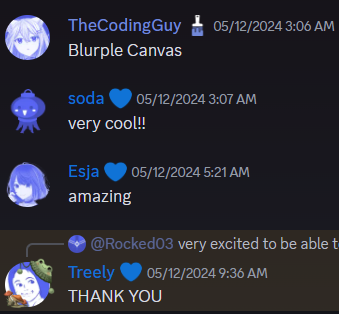 TheCodingGuy 05/12/2024 3:06 AM
Blurple Canvas
soda 05/12/2024 3:07 AM
very cool!!
Esja 05/12/2024 5:21 AM
amazing
@Rocked03 very excited to be able t
Treely 05/12/2024 9:36 AM
THANK YOU